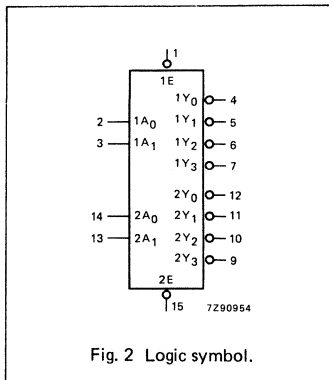 1
1E
1Y0 4
2 1A0 1Y1 5
3 1A1 1Y2 6
1Y3 7
2Y0 12
14 2A0 2Y1 11
13 2A1 2Y2 10
2Y3 9
2E
15 7Z90954
Fig. 2 Logic symbol.